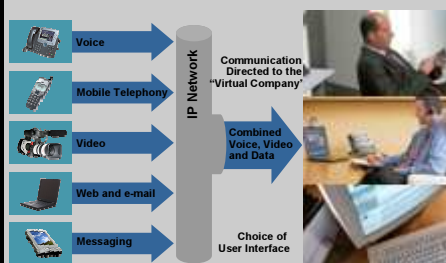 Voice
Mobile Telephony
Video
Web and e-mail
Messaging
IP Network
Communication
Directed to the
"Virtual Company"
Combined
Voice, Video
and Data
Choice of
User Interface